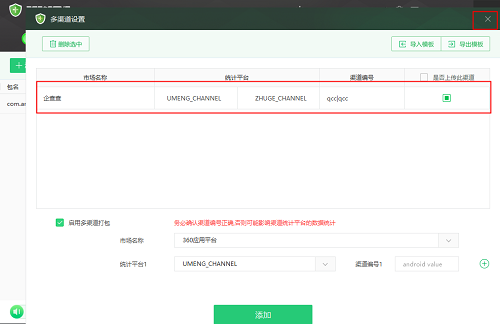 多渠道设置
删除选中
导入模板
导出模板
市场名称 统计平台 渠道编号 是否上传此渠道
包名
企查查 UMENG_CHANNEL ZHUGE_CHANNEL qcc|qcc
com.ar
启用多渠道打包 务必确认渠道编号正确,否则可能影响渠道统计平台的数据统计
市场名称 360应用平台
统计平台1 UMENG_CHANNEL 渠道编号1 android value
添加